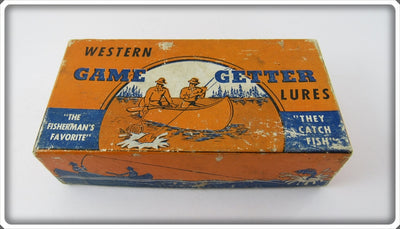 WESTERN
GAME GETTER
LURES
"THE
FISHERMAN'S
FAVORITE"
"THEY
CATCH
FISH"